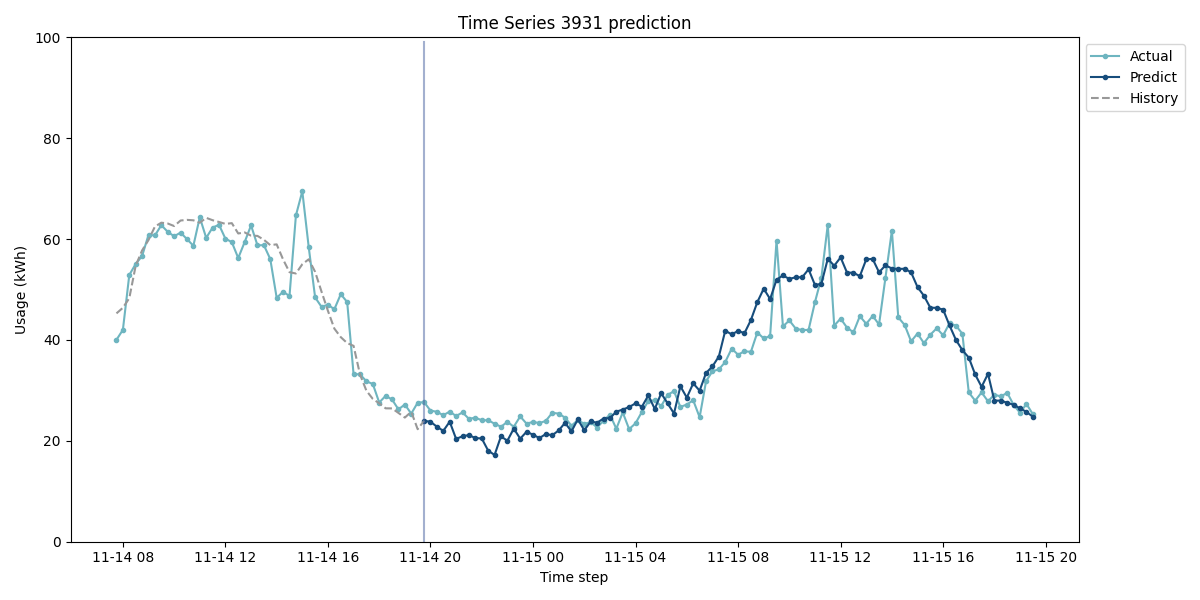 Time Series 3931 prediction
Usage (kWh)
100
80
60
40
20
0
11-14 08
11-14 12
11-14 16
11-14 20
11-15 00
11-15 04
11-15 08
11-15 12
11-15 16
11-15 20
Time step
Actual
Predict
History